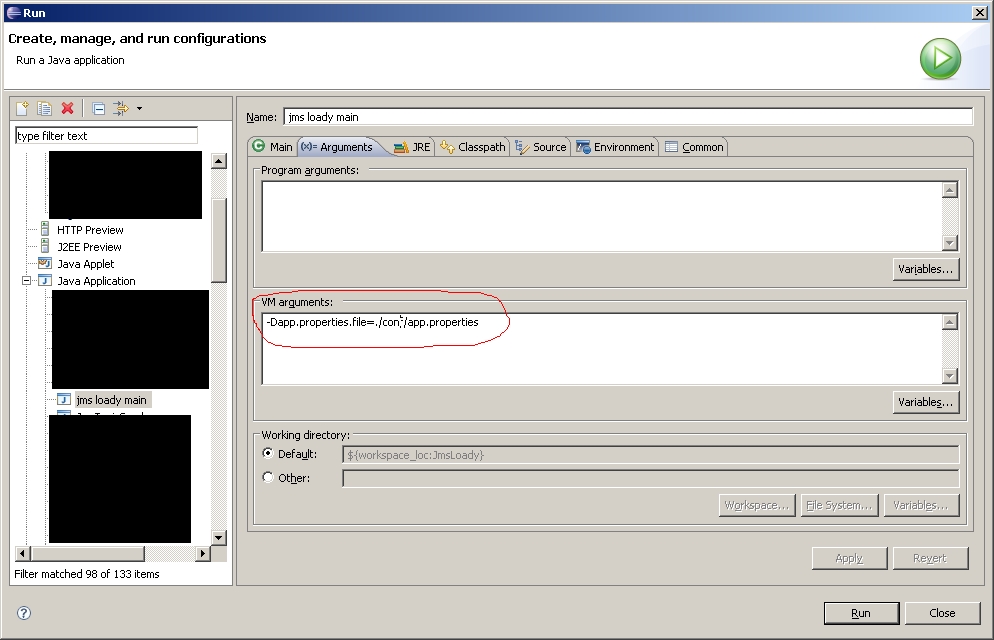 Run
Create, manage, and run configurations
Run a Java application
type filter text
HTTP Preview
J2EE Preview
Java Applet
Java Application
jms loady main
Filter matched 98 of 133 items
Name: jms loady main
Main (x)= Arguments JRE Classpath Source Environment Common
Program arguments:
Variables...
VM arguments:
-Dapp.properties.file=./conf/app.properties
Variables...
Working directory:
Default: ${workspace_loc:JmsLoady}
Other:
Workspace... File System... Variables...
Apply Revert
Run Close